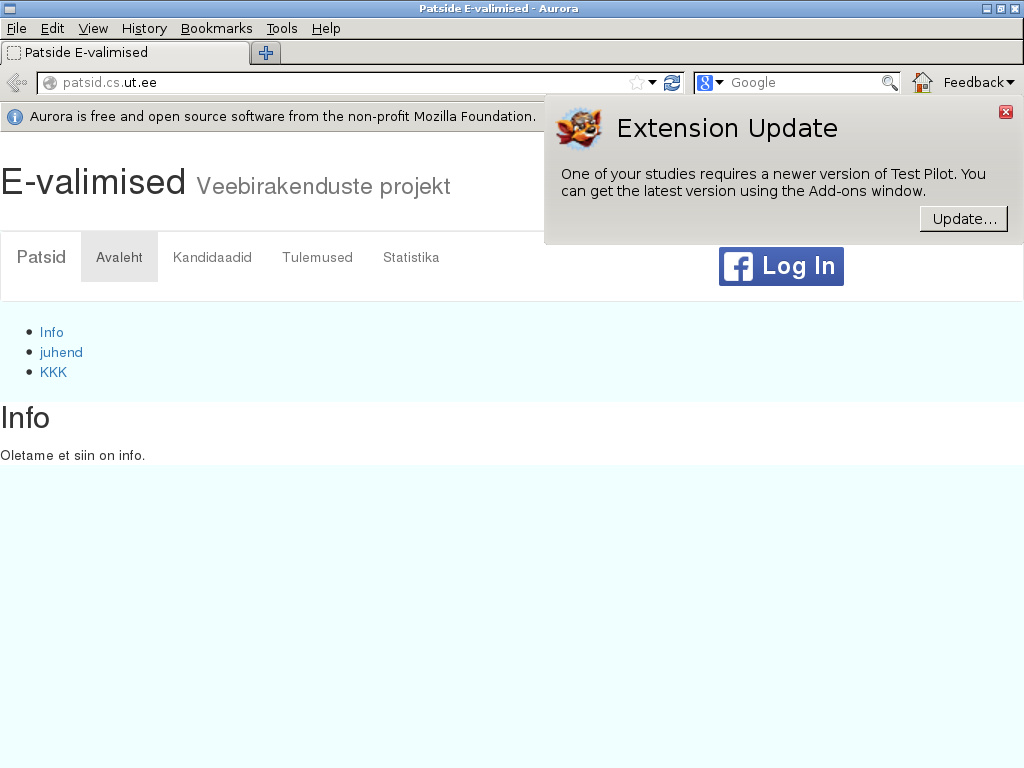 Patside E-valimised - Aurora
File Edit View History Bookmarks Tools Help
Patside E-valimised
patsid.cs.ut.ee
Google
Feedback
Aurora is free and open source software from the non-profit Mozilla Foundation.
Extension Update
One of your studies requires a newer version of Test Pilot. You
can get the latest version using the Add-ons window.
Update...
E-valimised Veebirakenduste projekt
Patsid Avaleht Kandidaadid Tulemused Statistika
Log In
Info
juhend
KKK
Info
Oletame et siin on info.